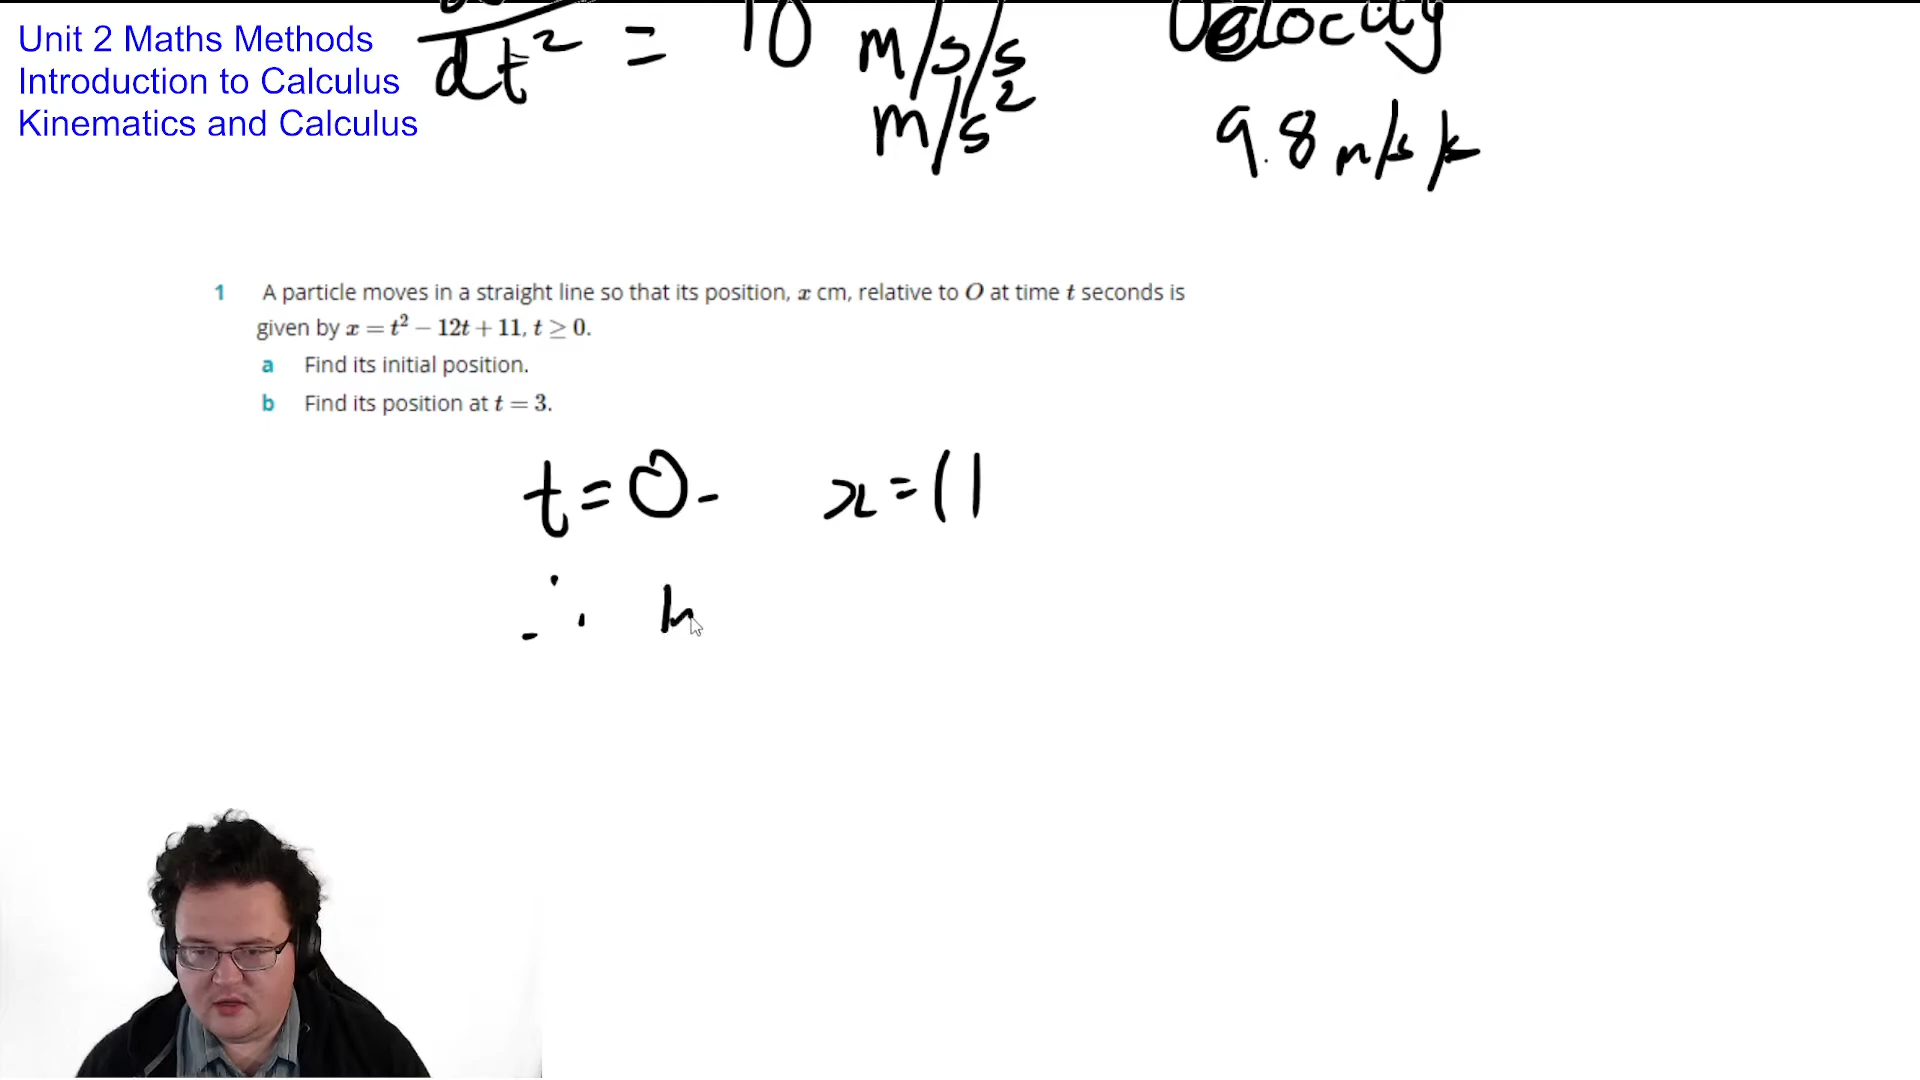 Unit 2 Maths Methods
Introduction to Calculus
Kinematics and Calculus
dt² = 10 m/s/s
m/s²
Velocity
9.8 m/s/s
1 A particle moves in a straight line so that its position, x cm, relative to O at time t seconds is
given by x = t² − 12t + 11, t ≥ 0.
a Find its initial position.
b Find its position at t = 3.
t = 0 x = 11
∴